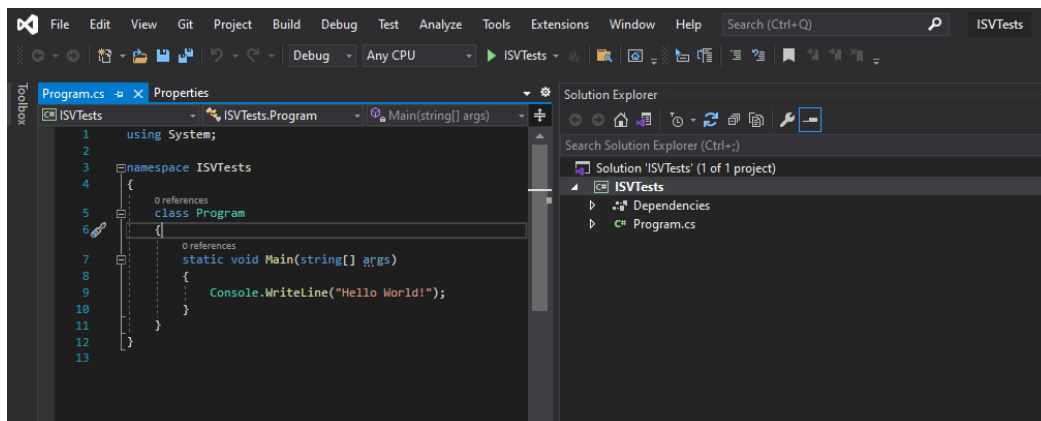 File Edit View Git Project Build Debug Test Analyze Tools Extensions Window Help Search (Ctrl+Q) ISVTests
Debug Any CPU ISVTests
Toolbox
Program.cs Properties
ISVTests ISVTests.Program Main(string[] args)
1 using System;
2
3 namespace ISVTests
4 {
0 references
5 class Program
6 {
0 references
7 static void Main(string[] args)
8 {
9 Console.WriteLine("Hello World!");
10 }
11 }
12 }
13
Solution Explorer
Search Solution Explorer (Ctrl+;)
Solution 'ISVTests' (1 of 1 project)
C# ISVTests
Dependencies
C# Program.cs